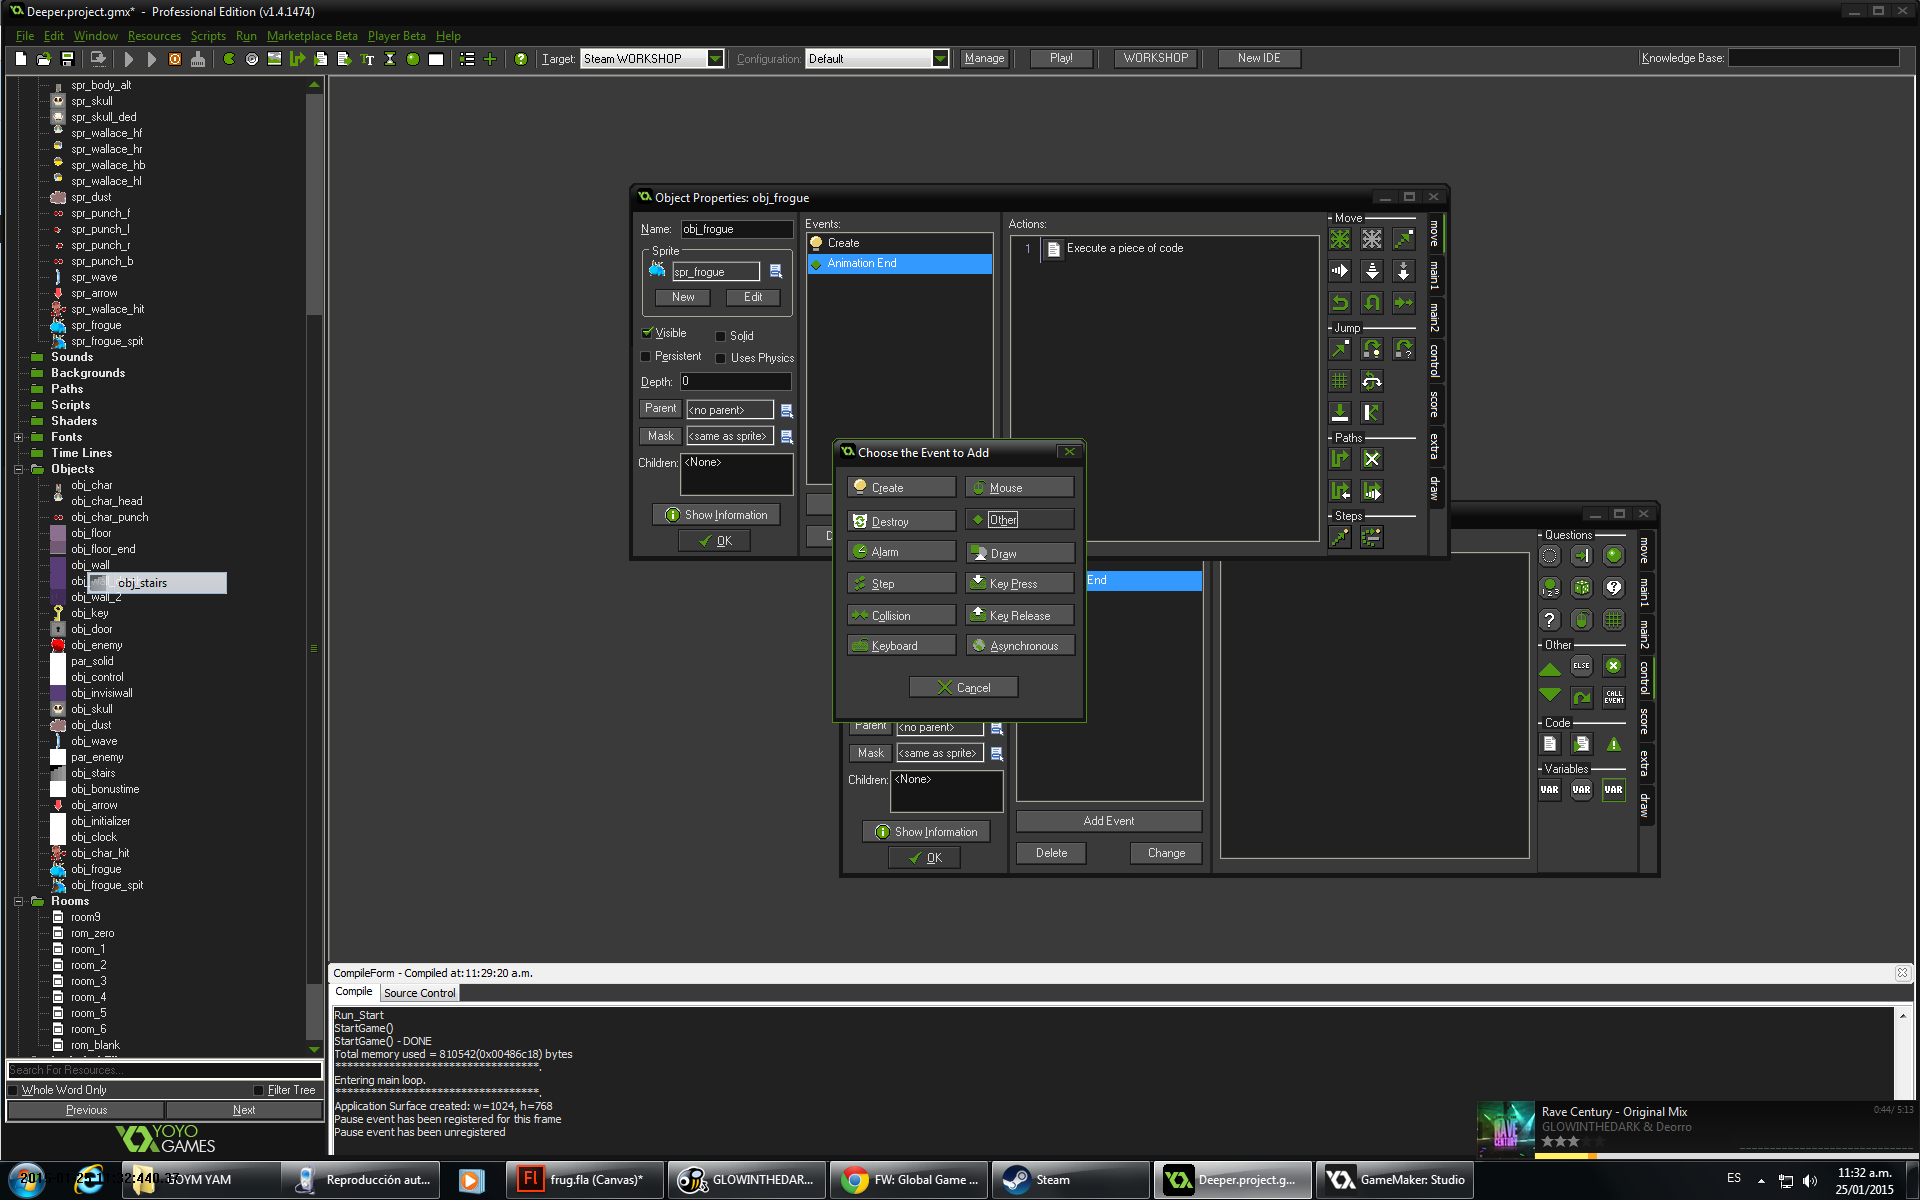 Deeper.project.gmx* - Professional Edition (v1.4.1474)
File Edit Window Resources Scripts Run Marketplace Beta Player Beta Help
Target: Steam WORKSHOP Configuration: Default Manage Play! WORKSHOP New IDE Knowledge Base:
spr_body_alt
spr_skull
spr_skull_ded
spr_wallace_hf
spr_wallace_hr
spr_wallace_hb
spr_wallace_hl
spr_dust
spr_punch_f
spr_punch_l
spr_punch_r
spr_punch_b
spr_wave
spr_arrow
spr_wallace_hit
spr_frogue
spr_frogue_spit
Sounds
Backgrounds
Paths
Scripts
Shaders
Fonts
Time Lines
Objects
obj_char
obj_char_head
obj_char_punch
obj_floor
obj_floor_end
obj_wall
obj_stairs
obj_wall_2
obj_key
obj_door
obj_enemy
par_solid
obj_control
obj_invisiwall
obj_skull
obj_dust
obj_wave
par_enemy
obj_stairs
obj_bonustime
obj_arrow
obj_initializer
obj_clock
obj_char_hit
obj_frogue
obj_frogue_spit
Rooms
room9
rom_zero
room_1
room_2
room_3
room_4
room_5
room_6
rom_blank
Search For Resources...
Whole Word Only Filter Tree
Previous Next
YOYO GAMES
Object Properties: obj_frogue
Name: obj_frogue
Sprite
spr_frogue
New Edit
Visible Solid
Persistent Uses Physics
Depth: 0
Parent <no parent>
Mask <same as sprite>
Children: <None>
Show Information
OK
Events:
Create
Animation End
Actions:
1 Execute a piece of code
Move
Jump
Paths
Steps
move
main1
main2
control
score
extra
draw
Choose the Event to Add
Create Mouse
Destroy Other
Alarm Draw
Step Key Press
Collision Key Release
Keyboard Asynchronous
Cancel
End
Parent <no parent>
Mask <same as sprite>
Children: <None>
Show Information
OK
Add Event
Delete Change
Questions
Other
ELSE
CALL EVENT
Code
Variables
VAR VAR VAR
move
main1
main2
control
score
extra
draw
CompileForm - Compiled at: 11:29:20 a.m.
Compile Source Control
Run_Start
StartGame()
StartGame() - DONE
Total memory used = 810542(0x00486c18) bytes
Entering main loop.
Application Surface created: w=1024, h=768
Pause event has been registered for this frame
Pause event has been unregistered
Rave Century - Original Mix 0:44/ 5:13
GLOWINTHEDARK & Deorro
RAVE CENTURY
YOYM YAM
Reproducción aut...
frug.fla (Canvas)*
GLOWINTHEDAR...
FW: Global Game ...
Steam
Deeper.project.g...
GameMaker: Studio
ES
11:32 a.m.
25/01/2015